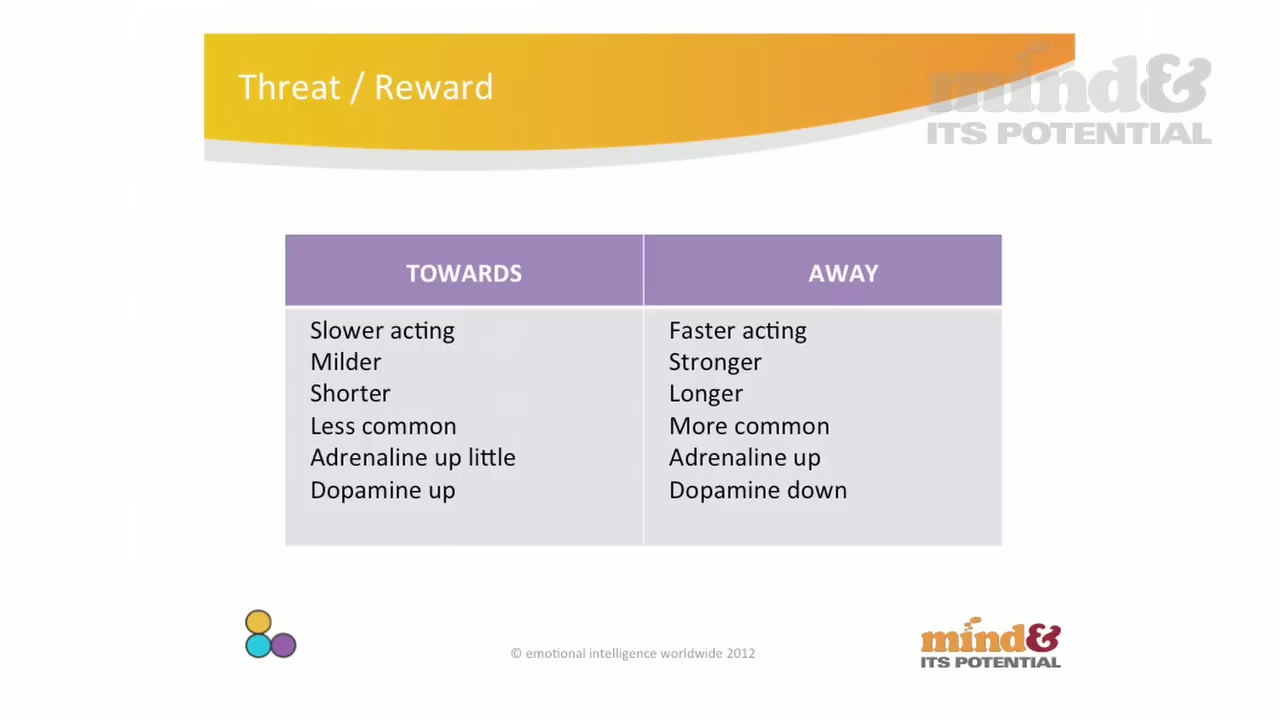 Threat / Reward
mind&
ITS POTENTIAL
TOWARDS
AWAY
Slower acting
Milder
Shorter
Less common
Adrenaline up little
Dopamine up
Faster acting
Stronger
Longer
More common
Adrenaline up
Dopamine down
© emotional intelligence worldwide 2012
mind&
ITS POTENTIAL